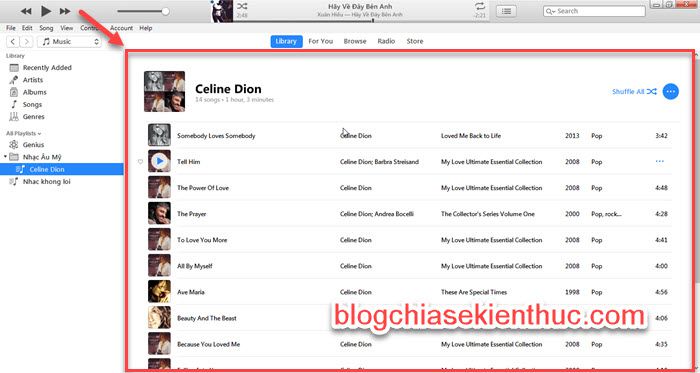 Hãy Về Đây Bên Anh
2:48 Xuân Hiếu — Hãy Về Đây Bên Anh -2:21
Search
File Edit Song View Control Account Help
Music Library For You Browse Radio Store
Library
Recently Added
Artists
Albums
Songs
Genres
All Playlists
Genius
Nhạc Âu Mỹ
Celine Dion
Nhac khong loi
Celine Dion
14 songs • 1 hour, 3 minutes
Shuffle All
Somebody Loves Somebody Celine Dion Loved Me Back to Life 2013 Pop 3:42
Tell Him Celine Dion; Barbra Streisand My Love Ultimate Essential Collection 2008 Pop
The Power Of Love Celine Dion My Love Ultimate Essential Collection 2008 Pop 4:48
The Prayer Celine Dion; Andrea Bocelli The Collector's Series Volume One 2000 Pop, rock... 4:28
To Love You More Celine Dion My Love Ultimate Essential Collection 2008 Pop 4:41
All By Myself Celine Dion My Love Ultimate Essential Collection 2008 Pop 4:00
Ave Maria Celine Dion These Are Special Times 1998 Pop 4:56
Beauty And The Beast 4:06
blogchiasekienthuc.com
Because You Loved Me Celine Dion My Love Ultimate Essential Collection 2008 Pop 4:35